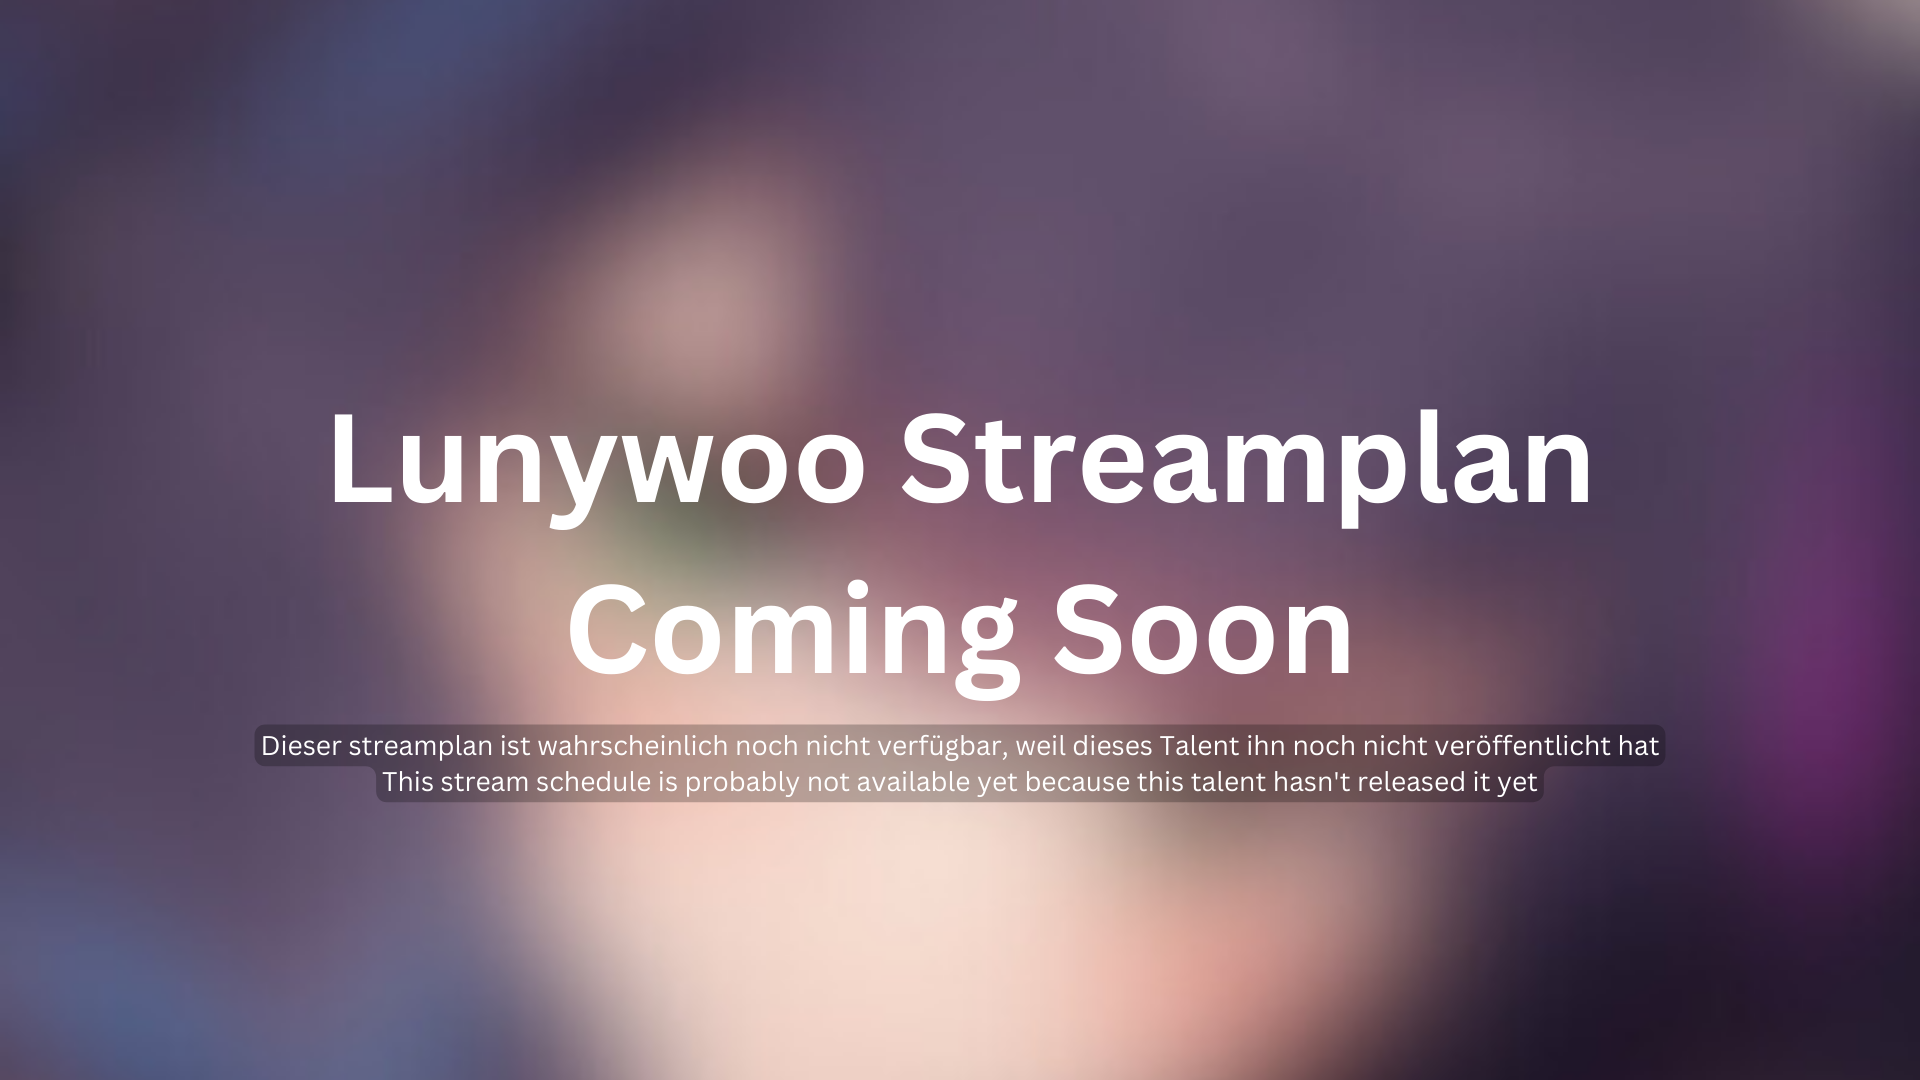 Lunywoo Streamplan
Coming Soon
Dieser streamplan ist wahrscheinlich noch nicht verfügbar, weil dieses Talent ihn noch nicht veröffentlicht hat
This stream schedule is probably not available yet because this talent hasn't released it yet